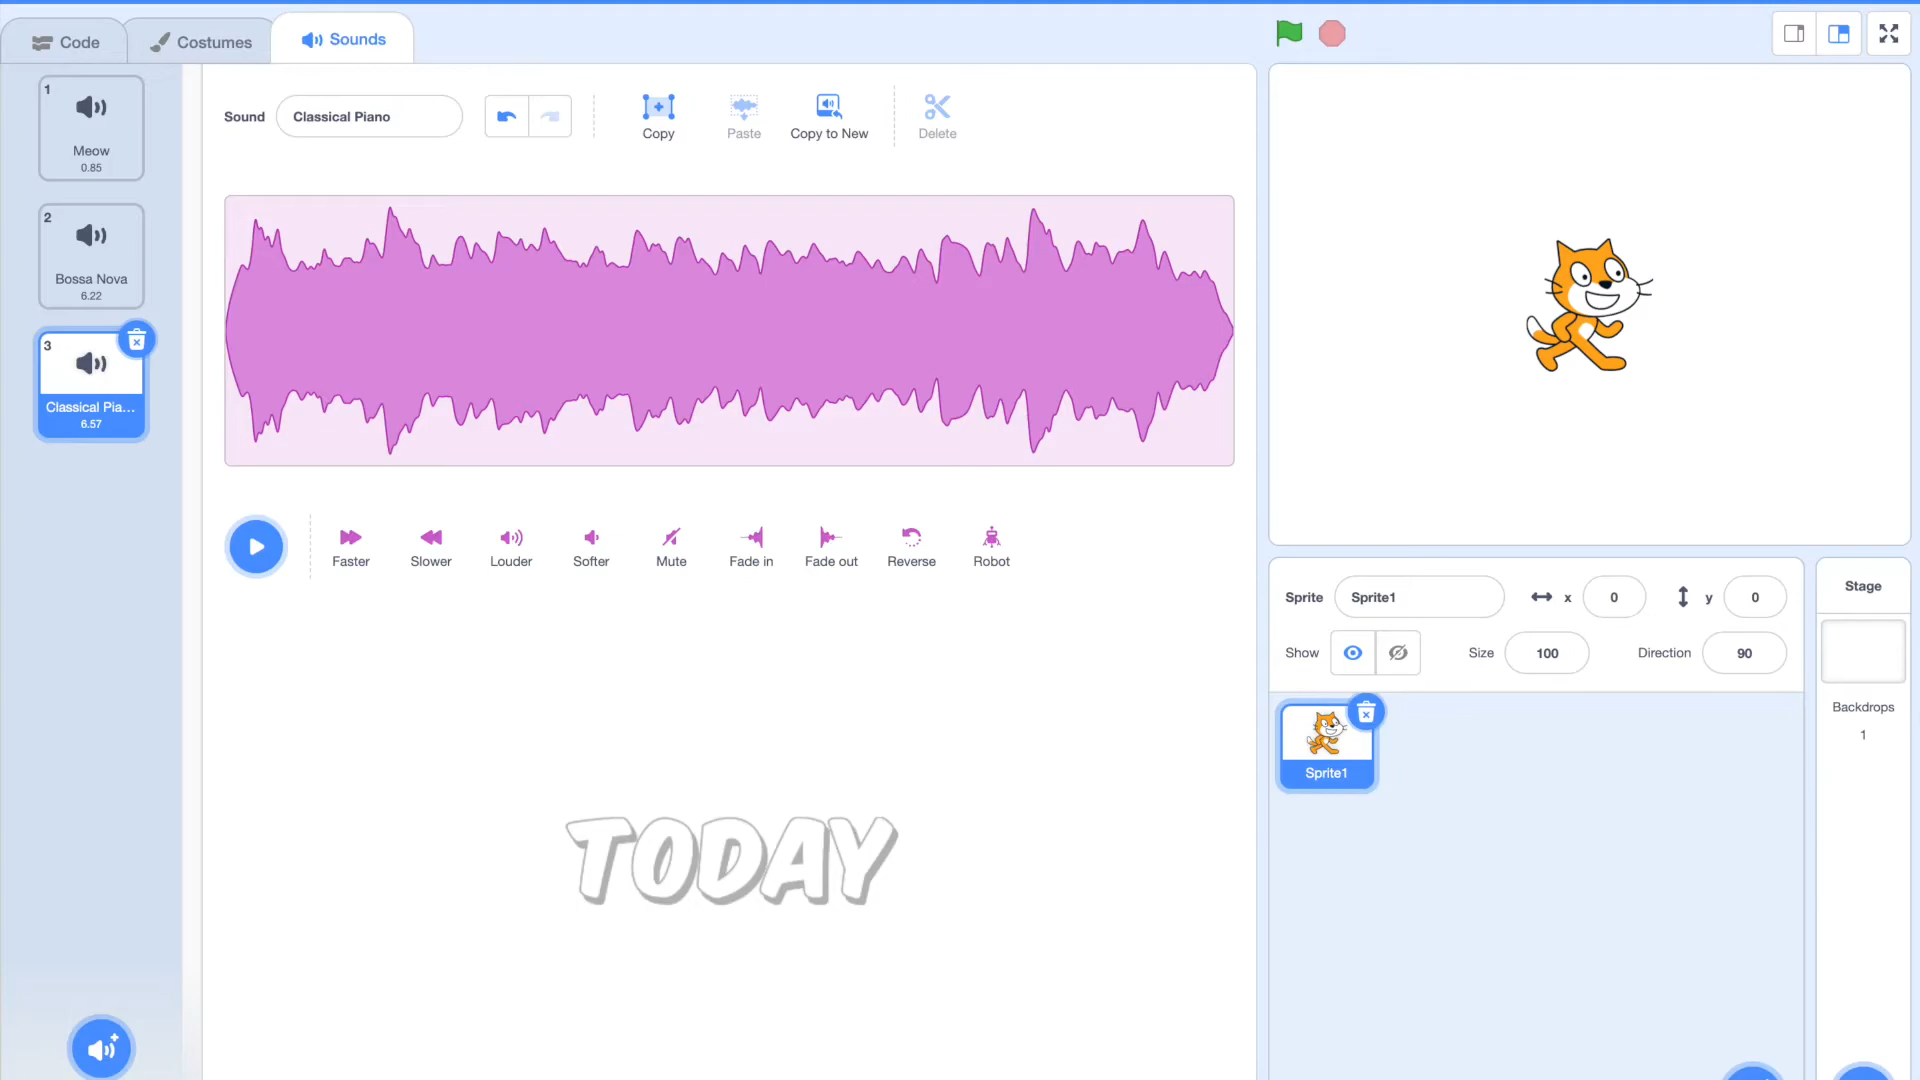 Code
Costumes
Sounds
1
Meow
0.85
2
Bossa Nova
6.22
3
Classical Pia...
6.57
Sound
Classical Piano
Copy
Paste
Copy to New
Delete
Faster
Slower
Louder
Softer
Mute
Fade in
Fade out
Reverse
Robot
TODAY
Sprite
Sprite1
x
0
y
0
Show
Size
100
Direction
90
Sprite1
Stage
Backdrops
1